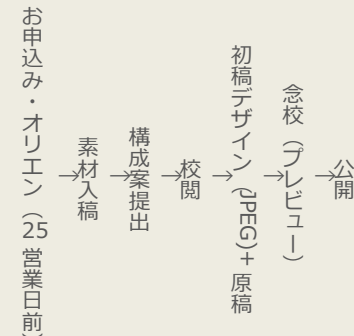 お申込み・オリエン（25営業日前）
→
素材入稿
→
構成案提出
→
校閲
→
初稿デザイン（JPEG)＋原稿
→
念校（プレビュー）
→
公開